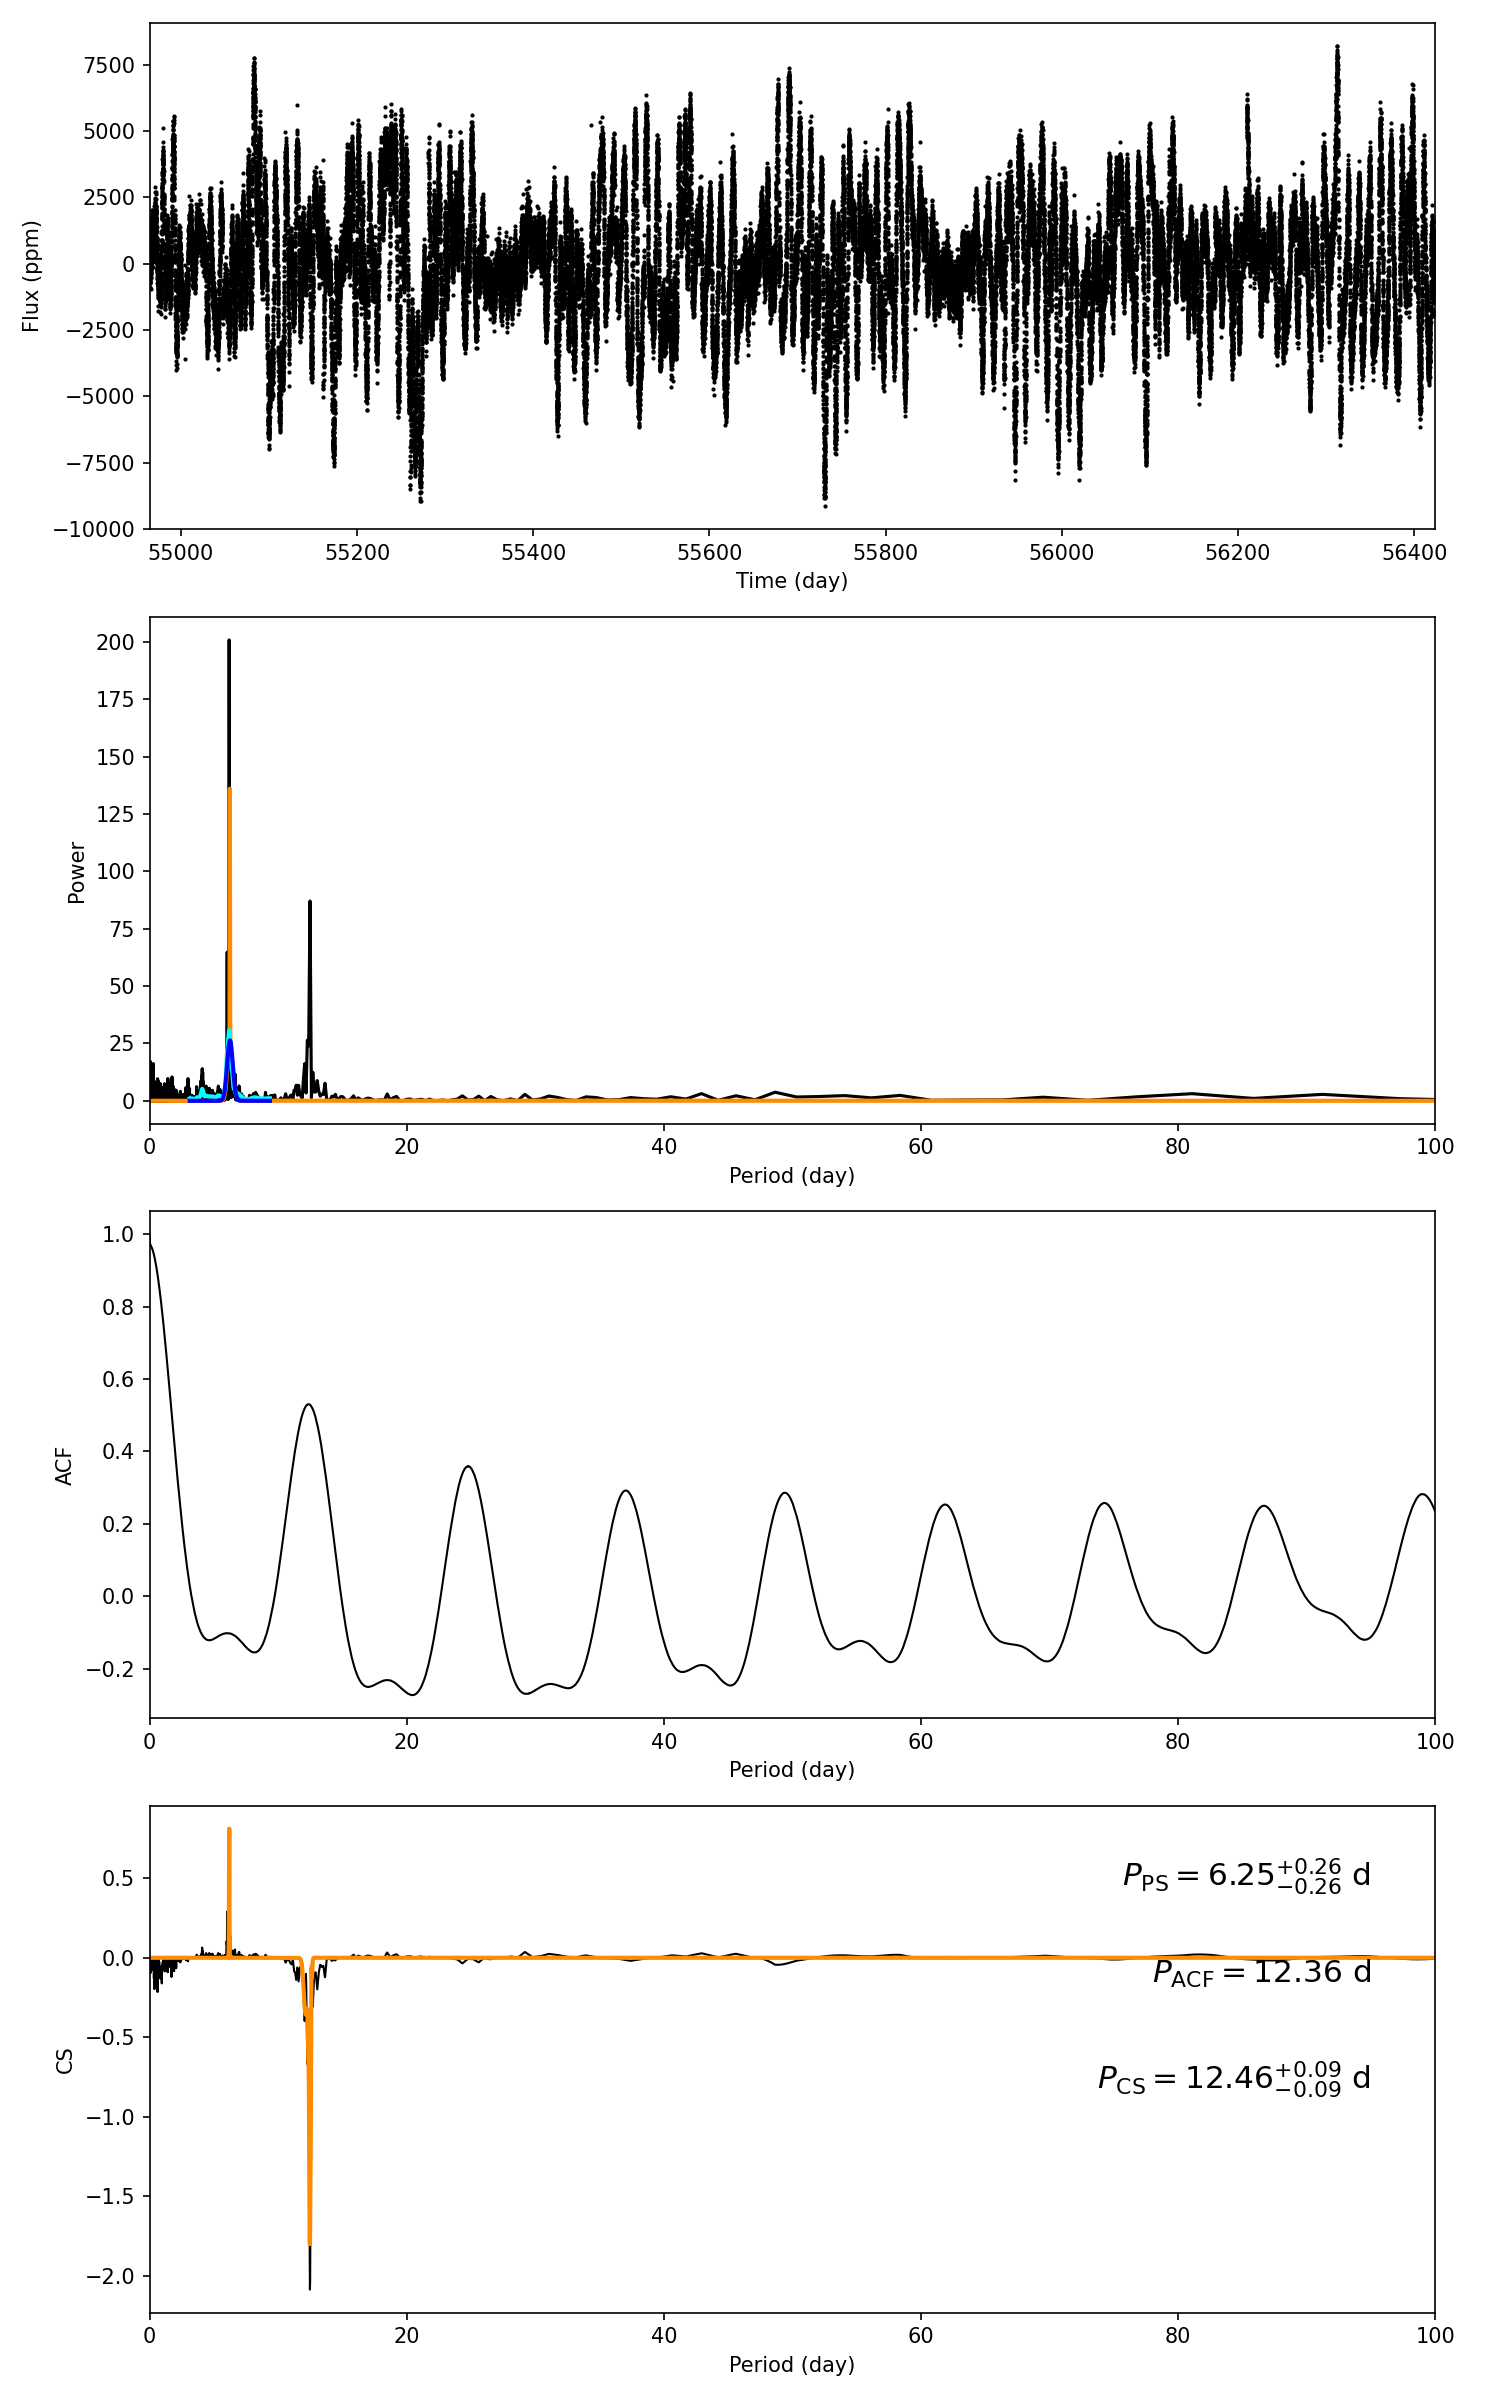 7500
5000
2500
0
−2500
−5000
−7500
−10000
Flux (ppm)
55000 55200 55400 55600 55800 56000 56200 56400
Time (day)
200
175
150
125
100
75
50
25
0
Power
0 20 40 60 80 100
Period (day)
1.0
0.8
0.6
0.4
0.2
0.0
−0.2
ACF
0 20 40 60 80 100
Period (day)
0.5
0.0
−0.5
−1.0
−1.5
−2.0
CS
P_PS = 6.25^{+0.26}_{−0.26} d
P_ACF = 12.36 d
P_CS = 12.46^{+0.09}_{−0.09} d
0 20 40 60 80 100
Period (day)